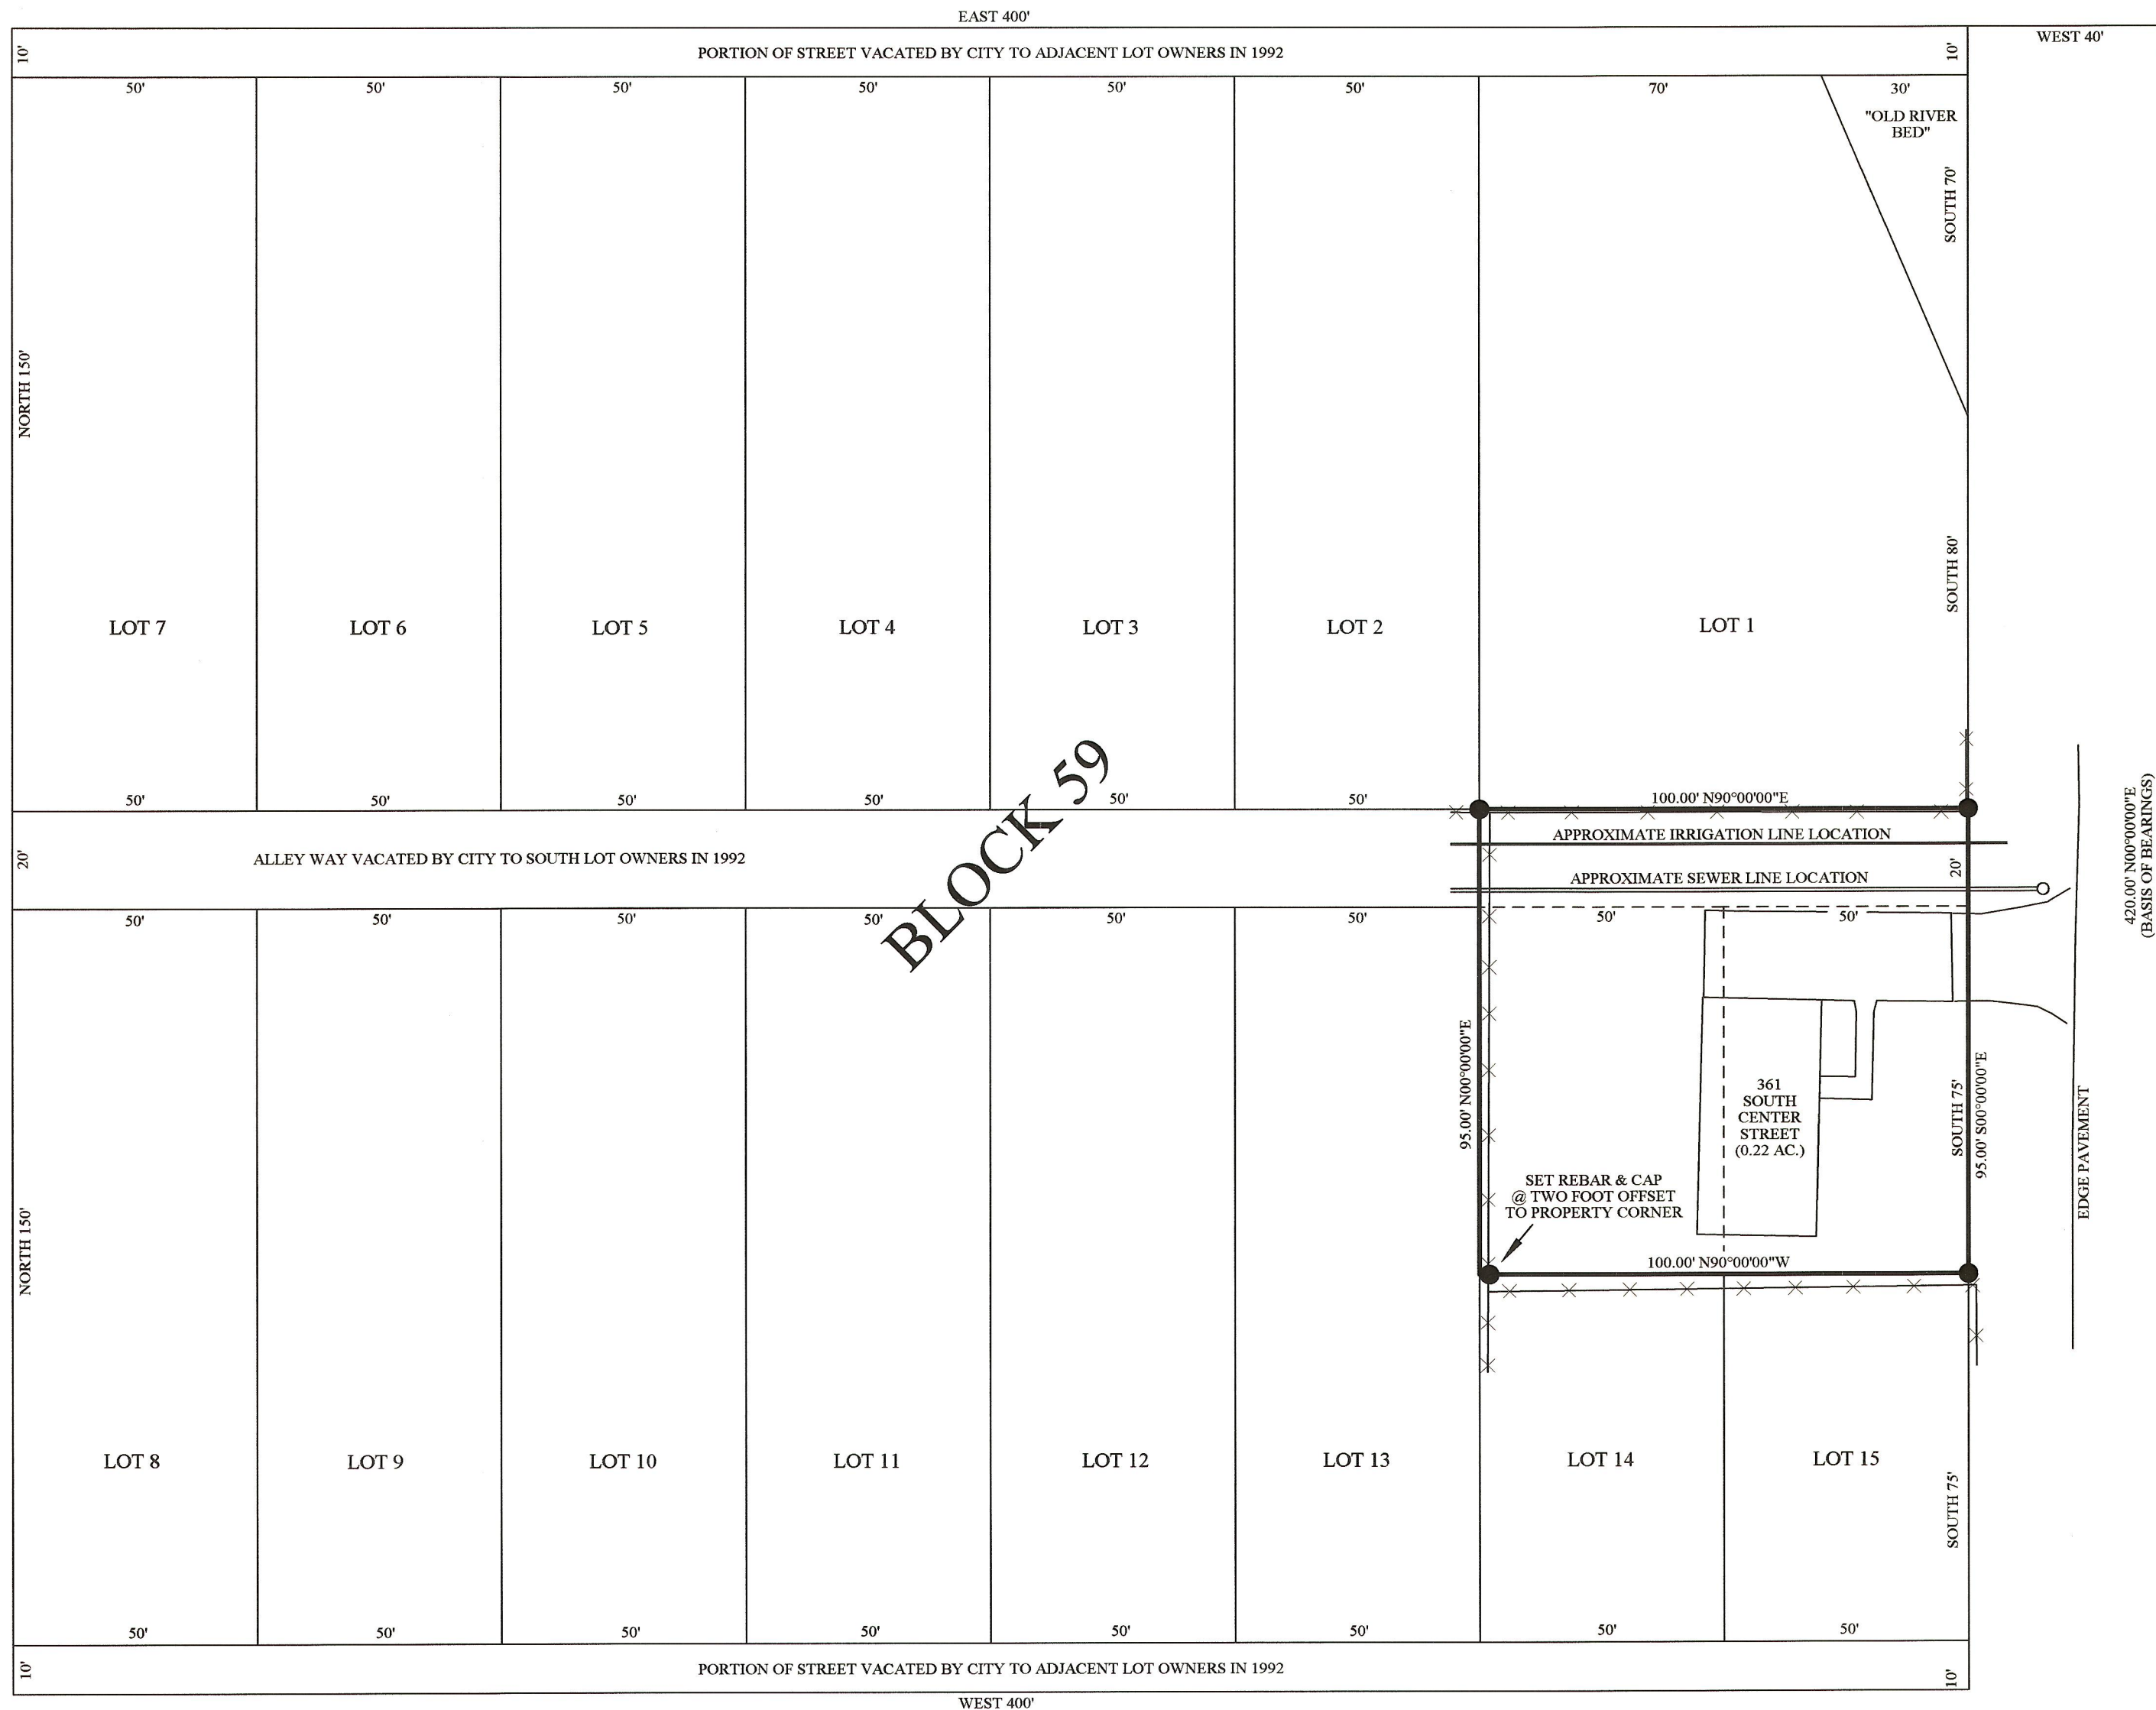 EAST 400'
WEST 40'
10'
PORTION OF STREET VACATED BY CITY TO ADJACENT LOT OWNERS IN 1992
10'
50'
50'
50'
50'
50'
50'
70'
30'
"OLD RIVER
BED"
SOUTH 70'
NORTH 150'
SOUTH 80'
LOT 7
LOT 6
LOT 5
LOT 4
LOT 3
LOT 2
LOT 1
BLOCK 59
50'
50'
50'
50'
50'
50'
100.00' N90°00'00"E
APPROXIMATE IRRIGATION LINE LOCATION
20'
ALLEY WAY VACATED BY CITY TO SOUTH LOT OWNERS IN 1992
APPROXIMATE SEWER LINE LOCATION
20'
420.00' N00°00'00"E
(BASIS OF BEARINGS)
50'
50'
50'
50'
50'
50'
50'
50'
95.00' N00°00'00"E
361
SOUTH
CENTER
STREET
(0.22 AC.)
SOUTH 75'
95.00' S00°00'00"E
EDGE PAVEMENT
SET REBAR & CAP
@ TWO FOOT OFFSET
TO PROPERTY CORNER
100.00' N90°00'00"W
NORTH 150'
LOT 8
LOT 9
LOT 10
LOT 11
LOT 12
LOT 13
LOT 14
LOT 15
SOUTH 75'
50'
50'
50'
50'
50'
50'
50'
50'
10'
PORTION OF STREET VACATED BY CITY TO ADJACENT LOT OWNERS IN 1992
10'
WEST 400'